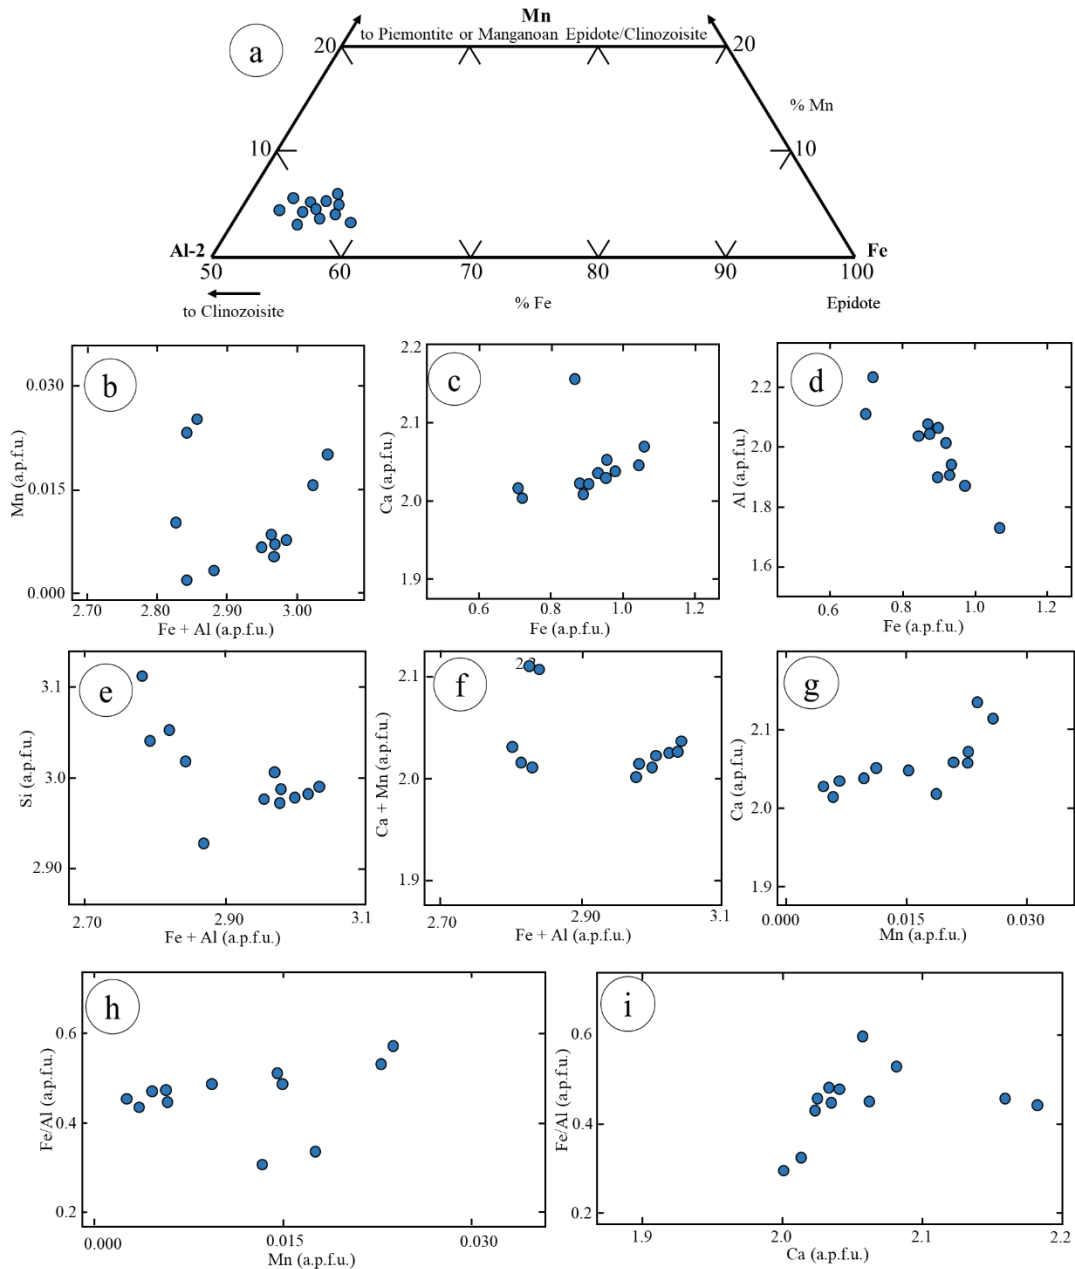 Mn
to Piemontite or Manganoan Epidote/Clinozoisite
a
20
20
% Mn
10
10
Al-2
Fe
50
60
70
80
90
100
to Clinozoisite
% Fe
Epidote
b
0.030
0.015
0.000
Mn (a.p.f.u.)
2.70
2.80
2.90
3.00
Fe + Al (a.p.f.u.)
c
2.2
2.1
2.0
1.9
Ca (a.p.f.u.)
0.6
0.8
1.0
1.2
Fe (a.p.f.u.)
d
2.2
2.0
1.8
1.6
Al (a.p.f.u.)
0.6
0.8
1.0
1.2
Fe (a.p.f.u.)
e
3.1
3.0
2.90
Si (a.p.f.u.)
2.70
2.90
3.1
Fe + Al (a.p.f.u.)
f
2.1
2.0
1.9
Ca + Mn (a.p.f.u.)
2.70
2.90
3.1
Fe + Al (a.p.f.u.)
g
2.1
2.0
1.9
Ca (a.p.f.u.)
0.000
0.015
0.030
Mn (a.p.f.u.)
h
0.6
0.4
0.2
Fe/Al (a.p.f.u.)
0.000
0.015
0.030
Mn (a.p.f.u.)
i
0.6
0.4
0.2
Fe/Al (a.p.f.u.)
1.9
2.0
2.1
2.2
Ca (a.p.f.u.)